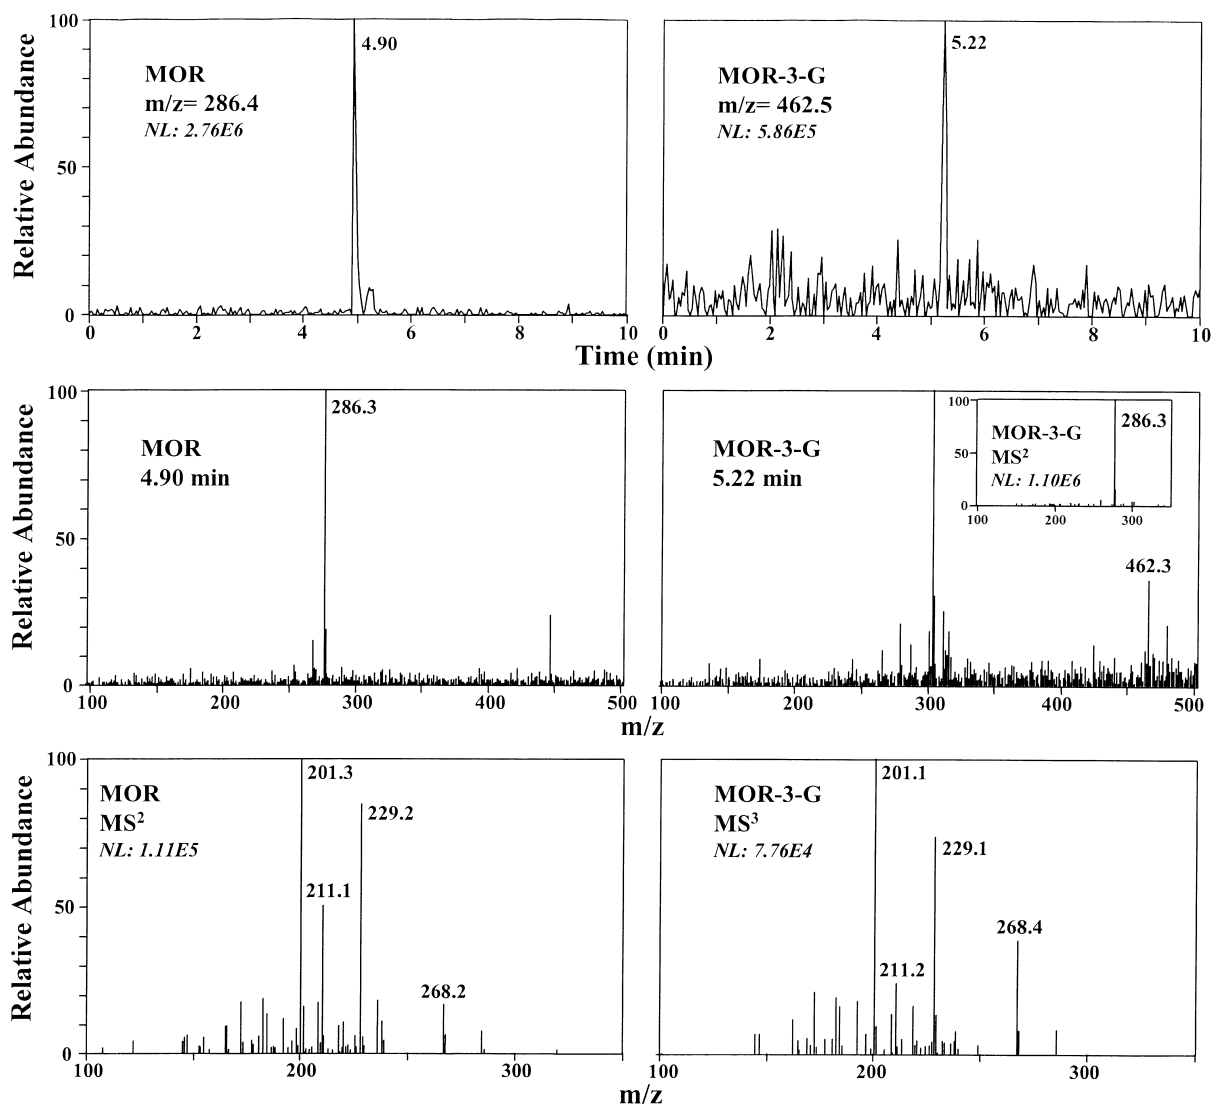 100
50
0
Relative Abundance
MOR
m/z= 286.4
NL: 2.76E6
4.90
0 2 4 6 8 10
MOR-3-G
m/z= 462.5
NL: 5.86E5
5.22
0 2 4 6 8 10
Time (min)
100
50
0
Relative Abundance
MOR
4.90 min
286.3
100 200 300 400 500
MOR-3-G
5.22 min
100
50
0
MOR-3-G
MS²
NL: 1.10E6
286.3
100 200 300
462.3
100 200 300 400 500
m/z
100
50
0
Relative Abundance
MOR
MS²
NL: 1.11E5
201.3
229.2
211.1
268.2
100 200 300
MOR-3-G
MS³
NL: 7.76E4
201.1
229.1
268.4
211.2
100 200 300
m/z